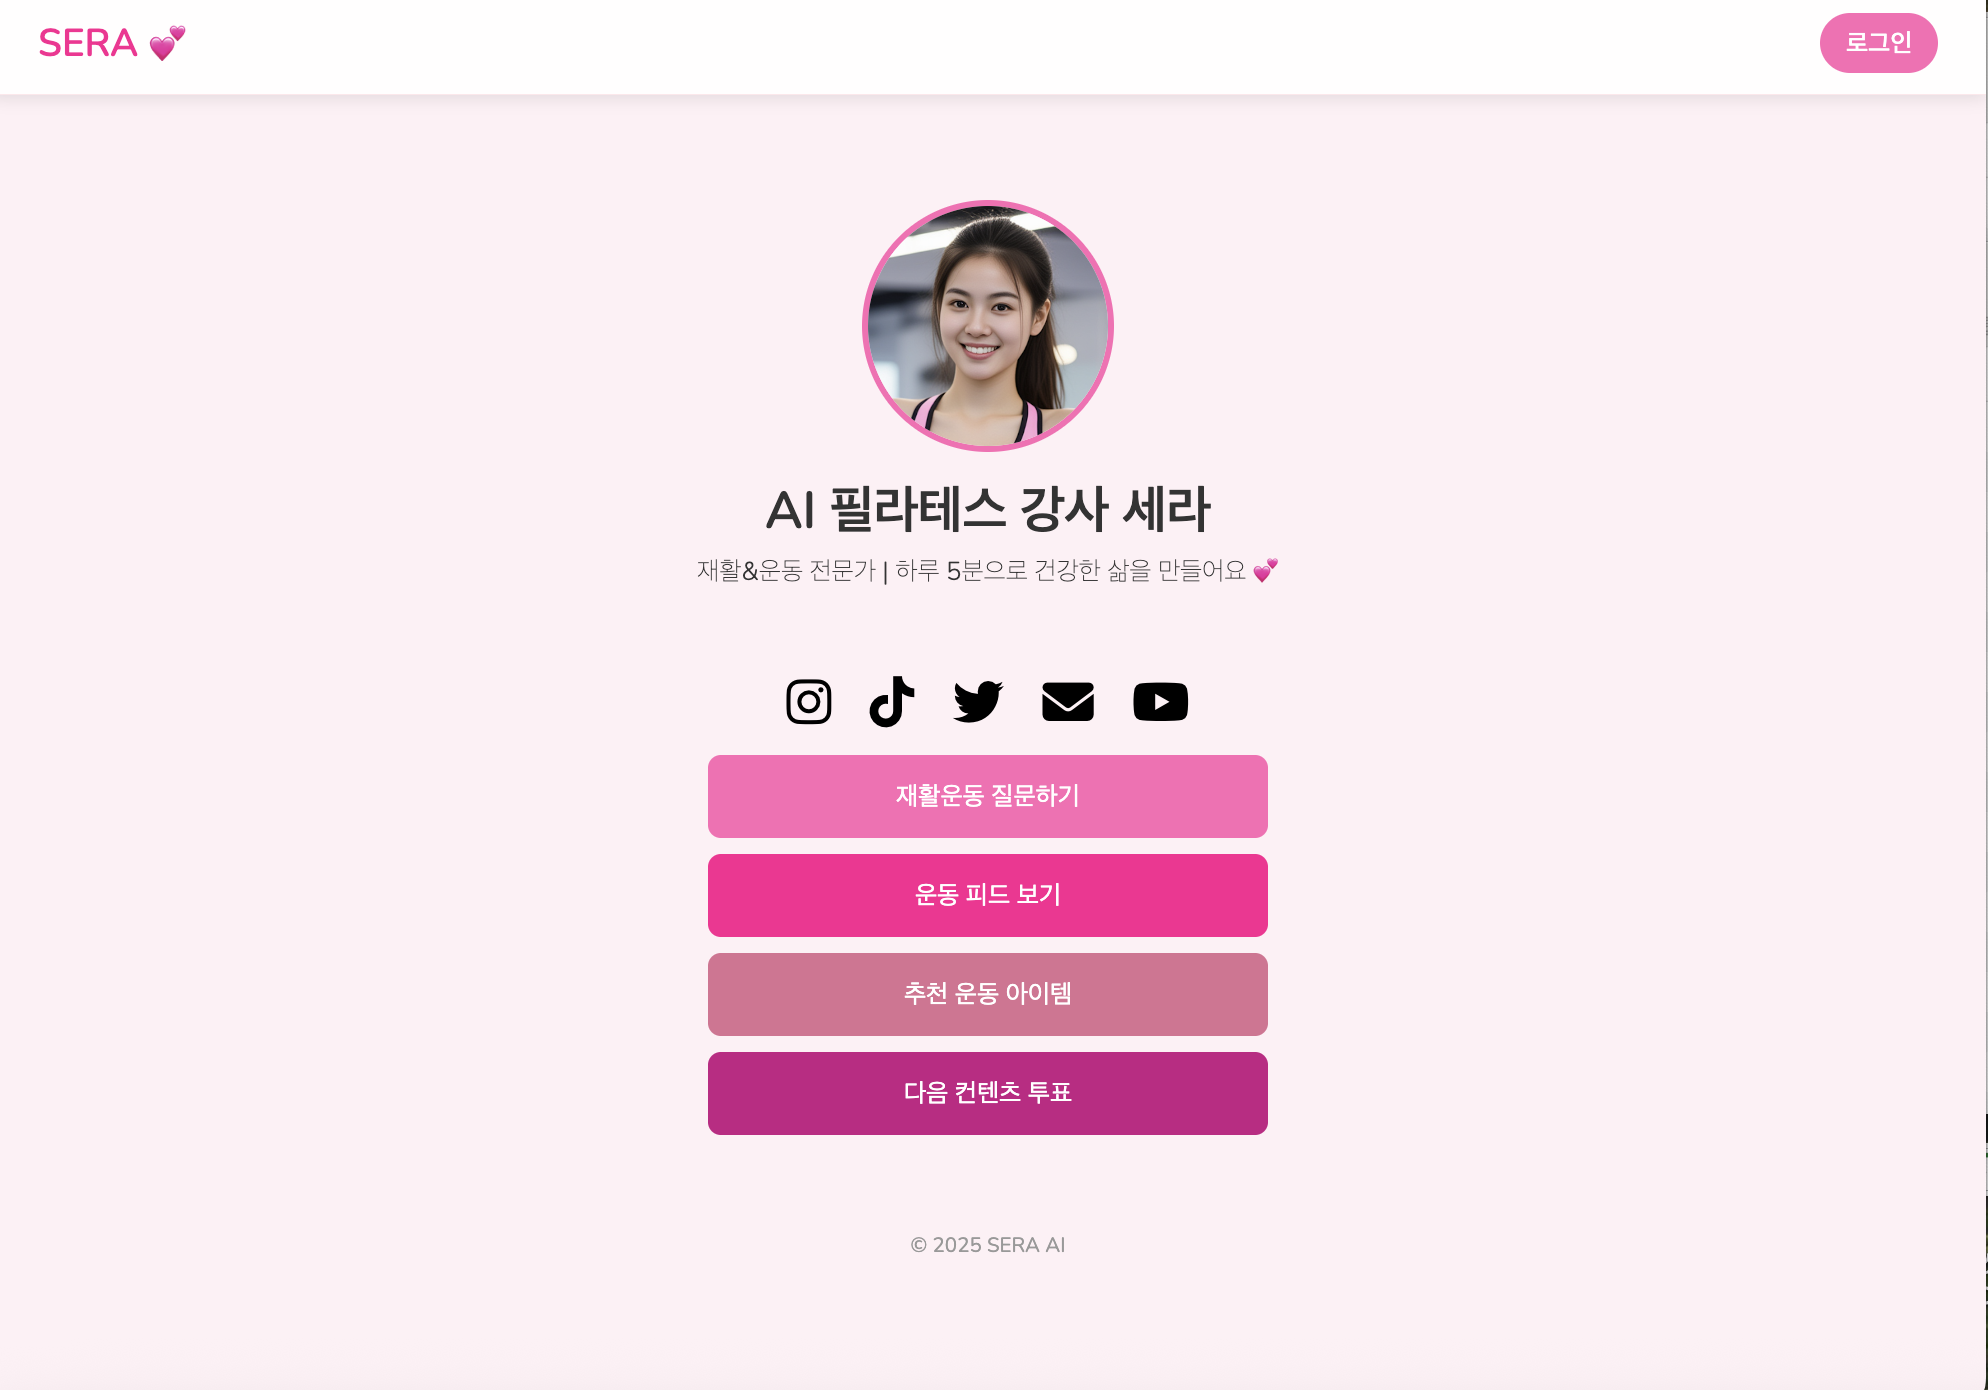 SERA 💕
로그인
AI 필라테스 강사 세라
재활&운동 전문가 | 하루 5분으로 건강한 삶을 만들어요 💕
재활운동 질문하기
운동 피드 보기
추천 운동 아이템
다음 컨텐츠 투표
© 2025 SERA AI